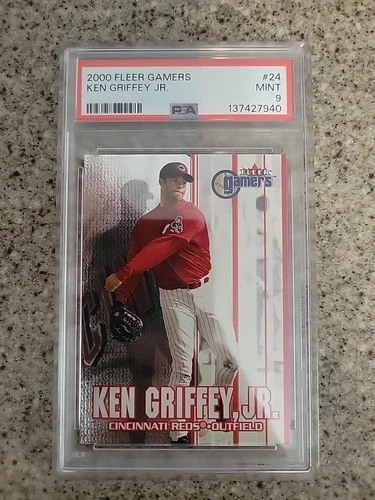 2000 FLEER GAMERS #24
KEN GRIFFEY JR. MINT
9
PSA 137427940
FLEER
gamers
KEN GRIFFEY, JR.
CINCINNATI REDS® • OUTFIELD